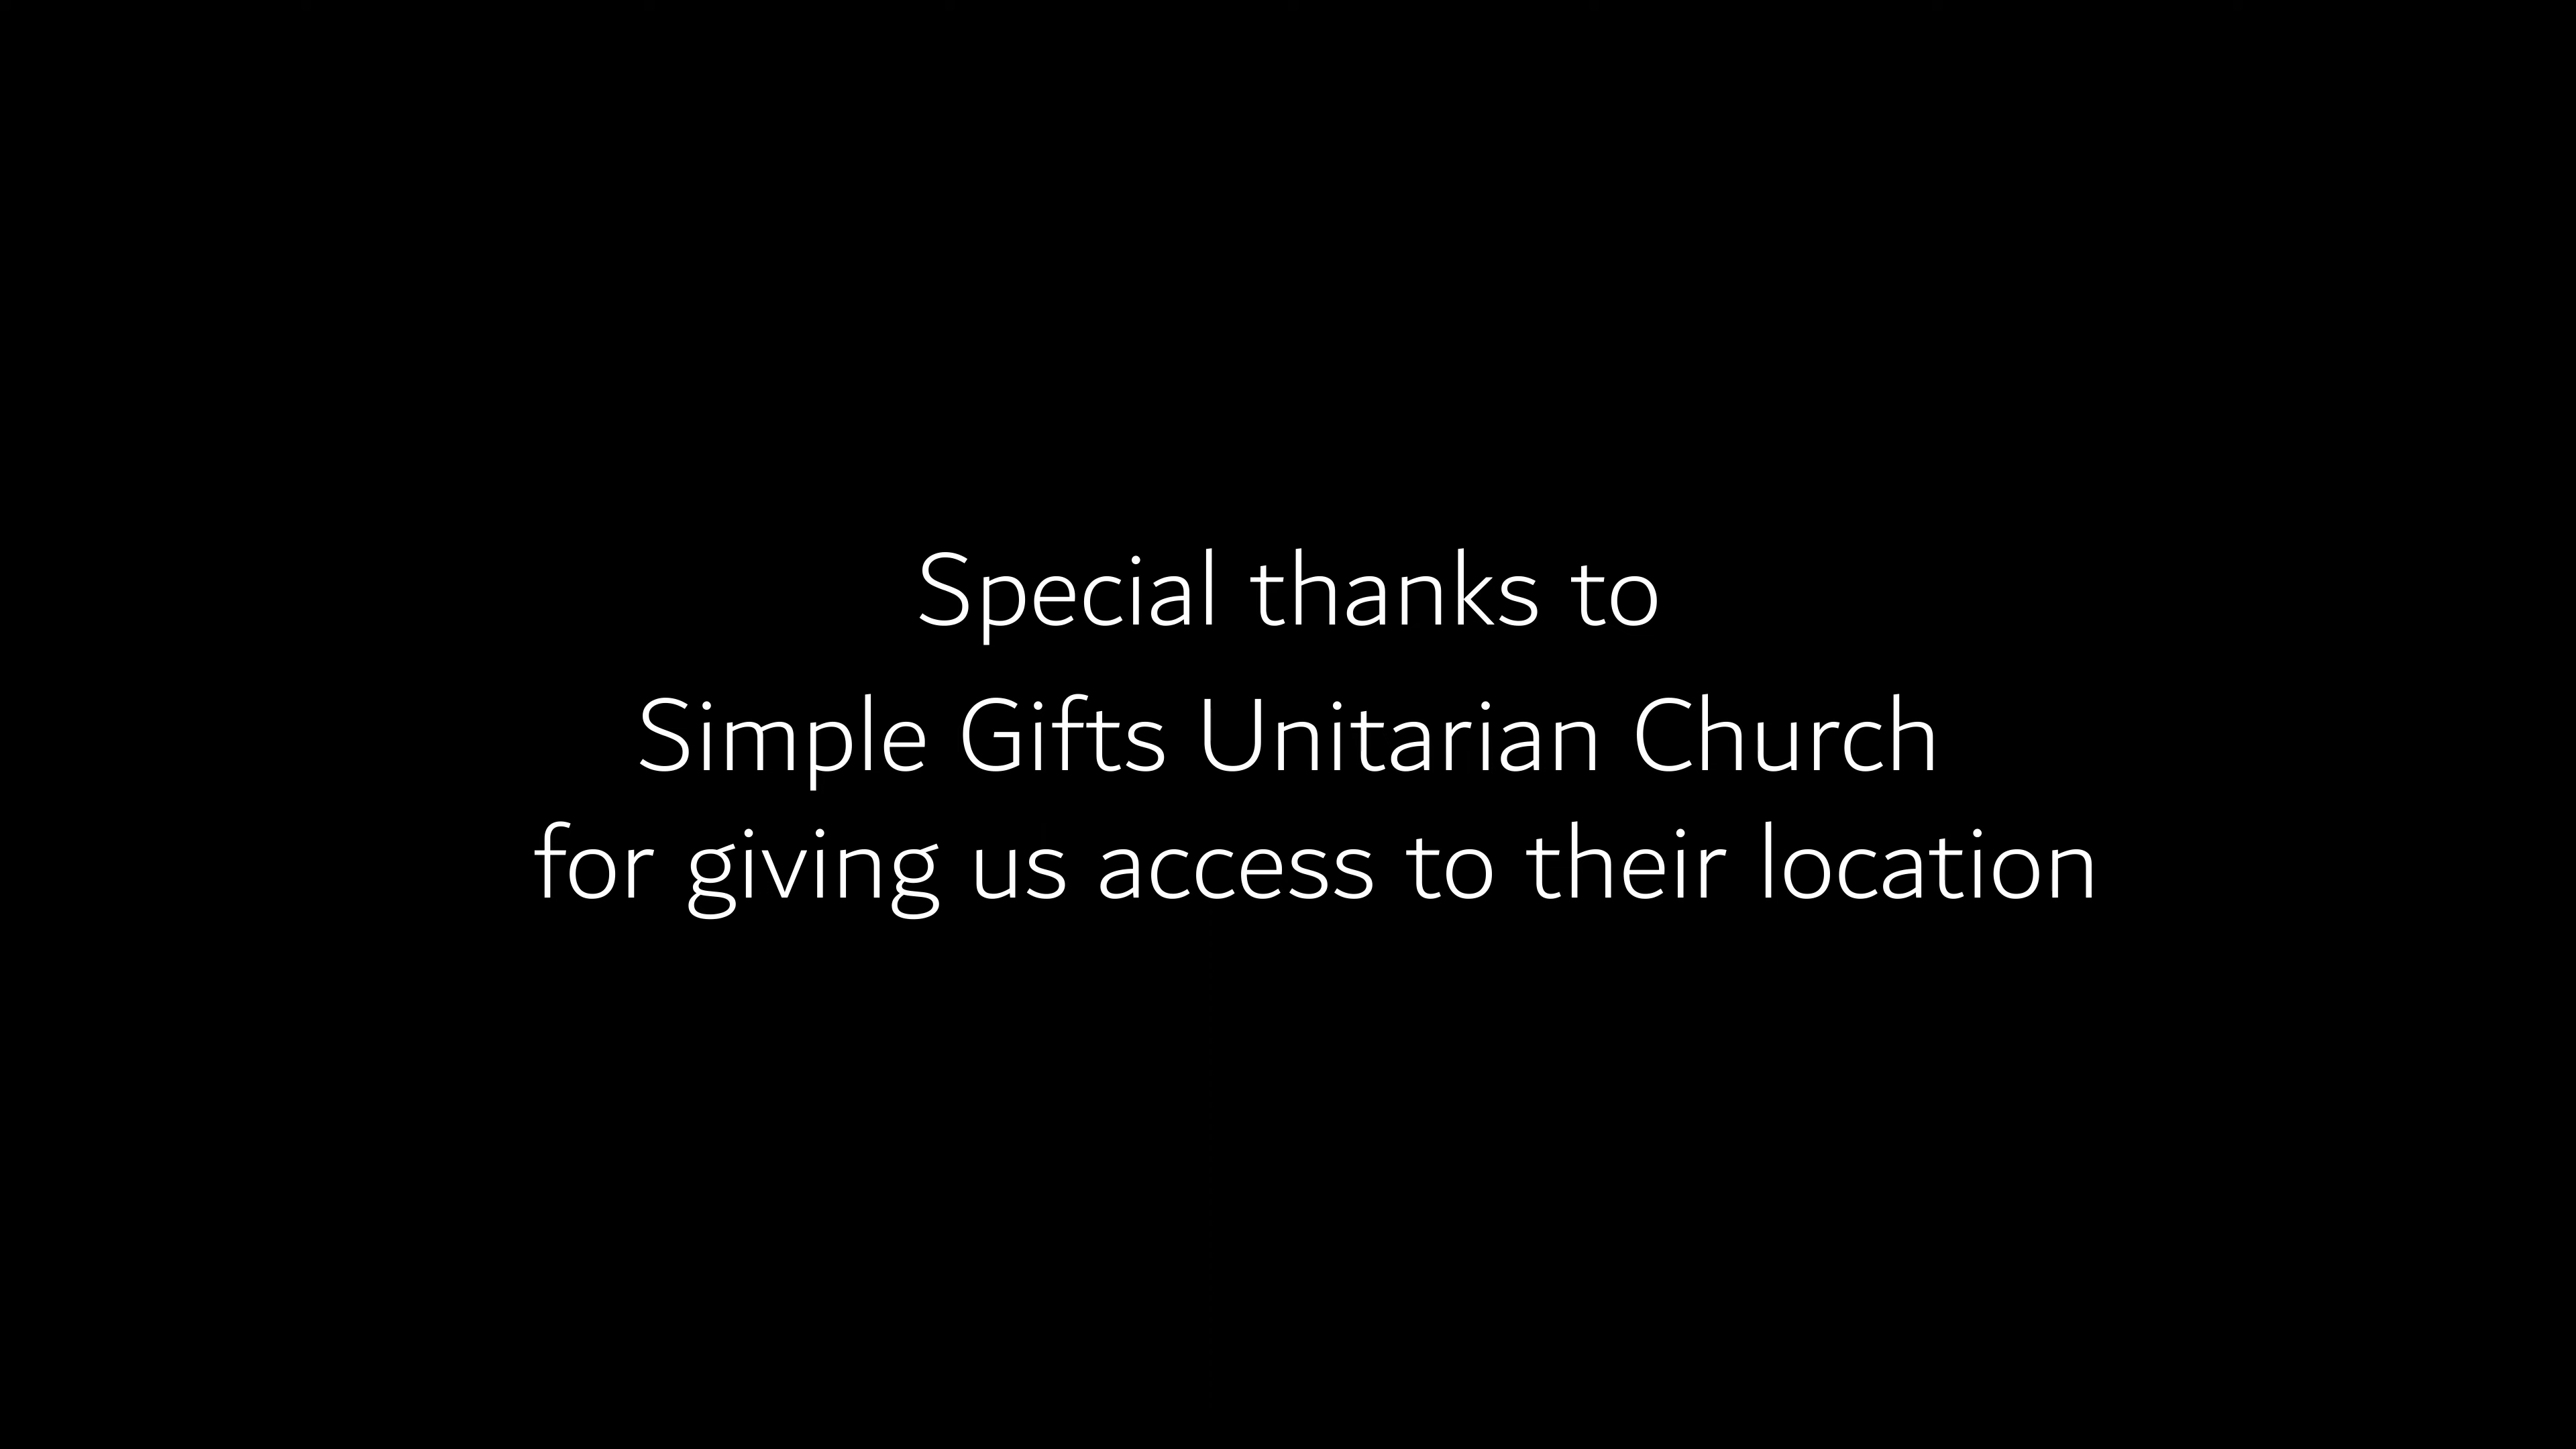 Special thanks to
Simple Gifts Unitarian Church
for giving us access to their location